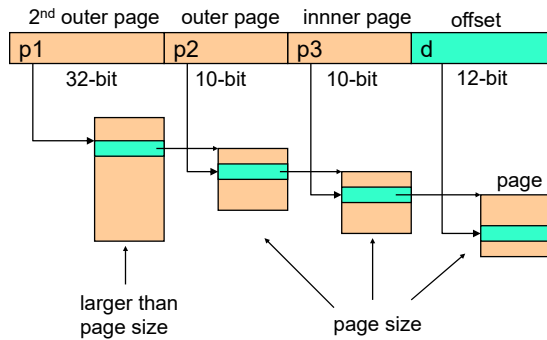 2nd outer page outer page innner page offset
p1 p2 p3 d
32-bit 10-bit 10-bit 12-bit
page
larger than
page size
page size